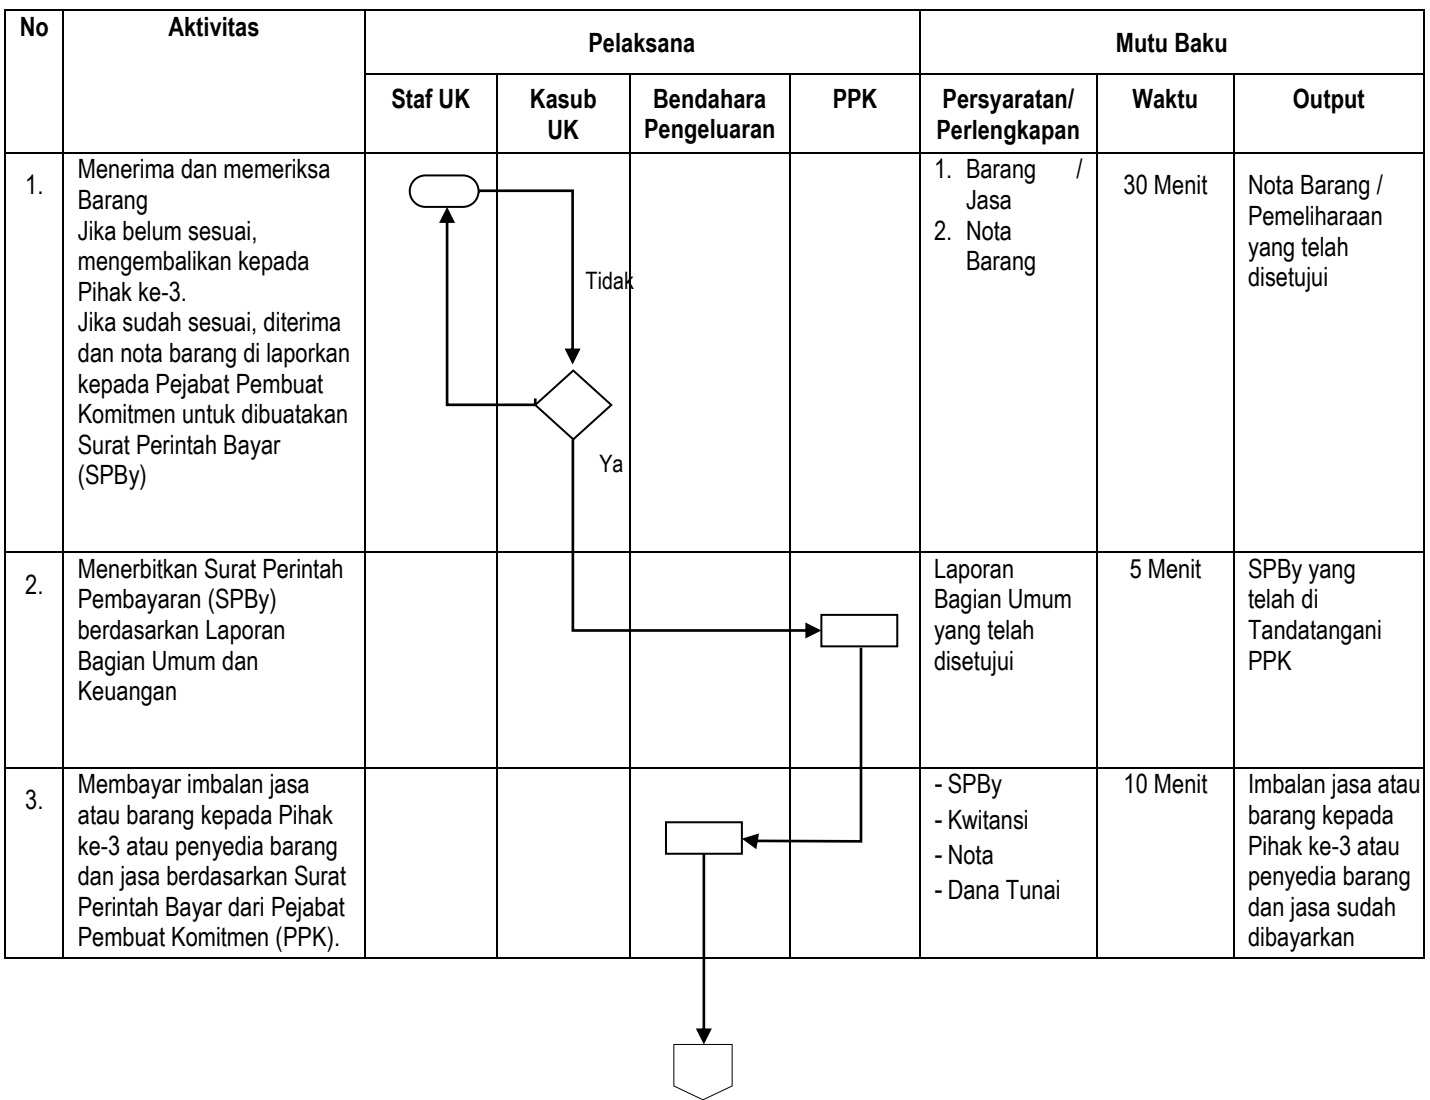 No
Aktivitas
Pelaksana
Mutu Baku
Staf UK
Kasub
UK
Bendahara
Pengeluaran
PPK
Persyaratan/
Perlengkapan
Waktu
Output
1.
Menerima dan memeriksa
Barang
Jika belum sesuai,
mengembalikan kepada
Pihak ke-3.
Jika sudah sesuai, diterima
dan nota barang di laporkan
kepada Pejabat Pembuat
Komitmen untuk dibuatakan
Surat Perintah Bayar
(SPBy)
Tidak
Ya
1. Barang /
Jasa
2. Nota
Barang
30 Menit
Nota Barang /
Pemeliharaan
yang telah
disetujui
2.
Menerbitkan Surat Perintah
Pembayaran (SPBy)
berdasarkan Laporan
Bagian Umum dan
Keuangan
Laporan
Bagian Umum
yang telah
disetujui
5 Menit
SPBy yang
telah di
Tandatangani
PPK
3.
Membayar imbalan jasa
atau barang kepada Pihak
ke-3 atau penyedia barang
dan jasa berdasarkan Surat
Perintah Bayar dari Pejabat
Pembuat Komitmen (PPK).
- SPBy
- Kwitansi
- Nota
- Dana Tunai
10 Menit
Imbalan jasa atau
barang kepada
Pihak ke-3 atau
penyedia barang
dan jasa sudah
dibayarkan